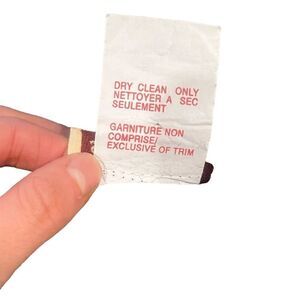 DRY CLEAN ONLY
NETTOYER A SEC
SEULEMENT
GARNITURE NON
COMPRISE/
EXCLUSIVE OF TRIM